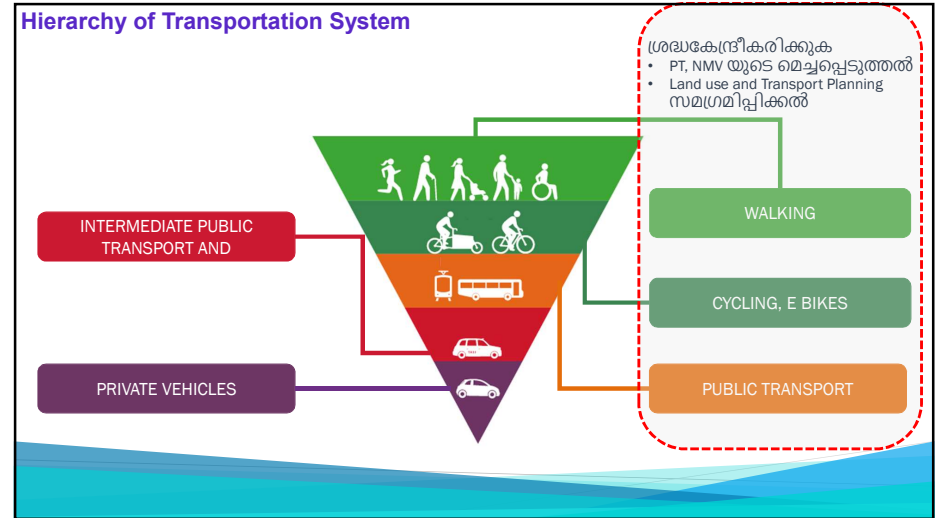 Hierarchy of Transportation System
ശ്രദ്ധകേന്ദ്രീകരിക്കുക
• PT, NMV യുടെ മെച്ചപ്പെടുത്തൽ
• Land use and Transport Planning
സമഗ്രമിപ്പിക്കൽ
INTERMEDIATE PUBLIC
TRANSPORT AND
WALKING
CYCLING, E BIKES
PRIVATE VEHICLES
PUBLIC TRANSPORT